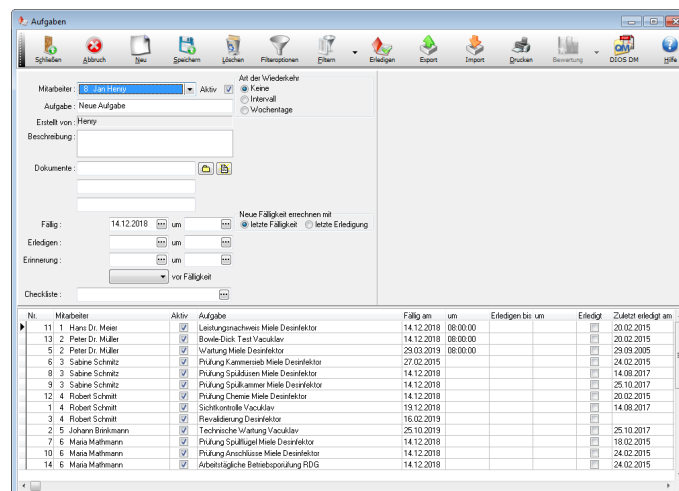 Aufgaben
Schließen Abbruch Neu Speichern Löschen Filteroptionen Filtern Erledigen Export Import Drucken Bewertung DIOS DM Hilfe
Mitarbeiter : 8 Jan Henry Aktiv
Art der Wiederkehr
Keine
Intervall
Wochentage
Aufgabe : Neue Aufgabe
Erstellt von : Henry
Beschreibung :
Dokumente :
Neue Fälligkeit errechnen mit
letzte Fälligkeit letzte Erledigung
Fällig : 14.12.2018 um
Erledigen : um
Erinnerung : um
vor Fälligkeit
Checkliste :
Nr. Mitarbeiter Aktiv Aufgabe Fällig am um Erledigen bis um Erledigt Zuletzt erledigt am
11 1 Hans Dr. Meier Leistungsnachweis Miele Desinfektor 14.12.2018 08:00:00 20.02.2015
13 2 Peter Dr. Müller Bowie-Dick Test Vacuklav 14.12.2018 08:00:00 20.02.2015
5 2 Peter Dr. Müller Wartung Miele Desinfektor 29.03.2019 08:00:00 29.09.2005
6 3 Sabine Schmitz Prüfung Kammersieb Miele Desinfektor 27.02.2015 24.02.2015
8 3 Sabine Schmitz Prüfung Spüldüsen Miele Desinfektor 14.12.2018 14.08.2017
9 3 Sabine Schmitz Prüfung Spülkammer Miele Desinfektor 14.12.2018 25.10.2017
12 4 Robert Schmitt Prüfung Chemie Miele Desinfektor 14.12.2018 20.02.2015
1 4 Robert Schmitt Sichtkontrolle Vacuklav 19.12.2018 14.08.2017
3 4 Robert Schmitt Revalidierung Desinfektor 16.02.2019
2 5 Johann Brinkmann Technische Wartung Vacuklav 25.10.2019 25.10.2017
7 6 Maria Mathmann Prüfung Spülflügel Miele Desinfektor 14.12.2018 18.02.2015
10 6 Maria Mathmann Prüfung Anschlüsse Miele Desinfektor 14.12.2018 24.02.2015
14 6 Maria Mathmann Arbeitstägliche Betriebsprüfung RDG 14.12.2018 24.02.2015